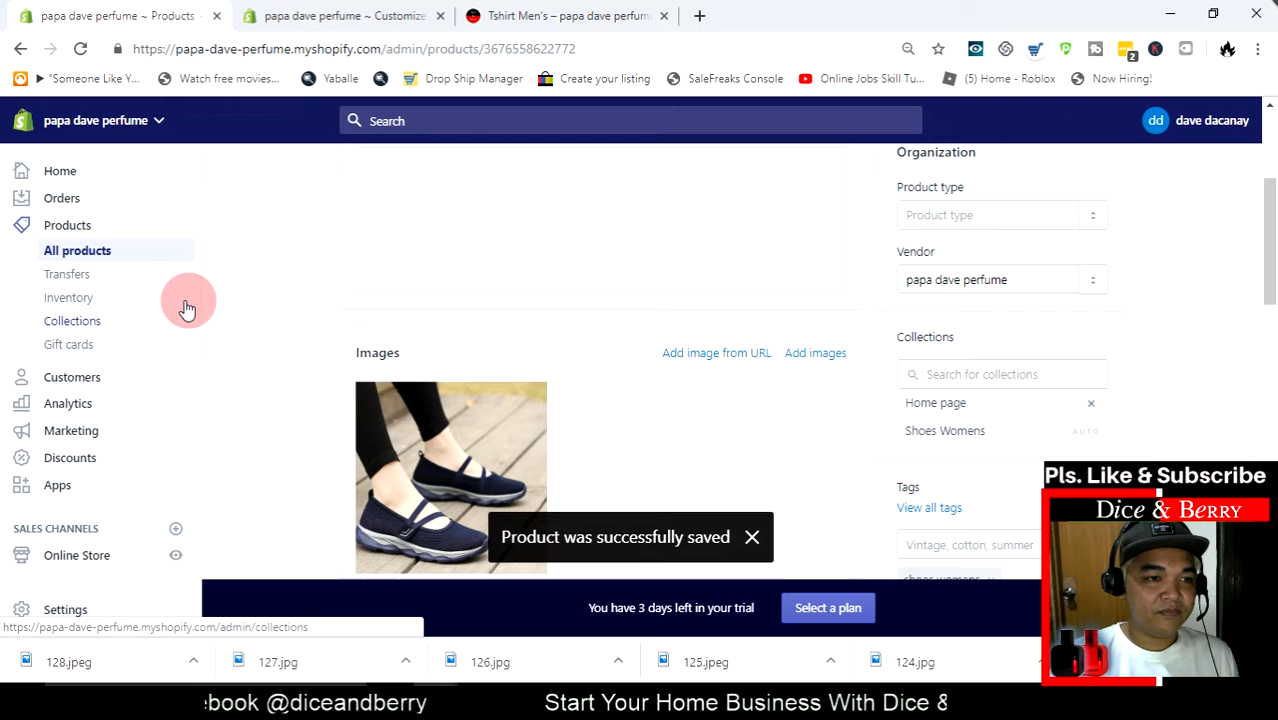 papa dave perfume ~ Products -
papa dave perfume ~ Customize
Tshirt Men's – papa dave perfum
https://papa-dave-perfume.myshopify.com/admin/products/3676558622772
"Someone Like Y...
Watch free movies...
Yaballe
Drop Ship Manager
Create your listing
SaleFreaks Console
Online Jobs Skill Tu...
(5) Home - Roblox
Now Hiring!
papa dave perfume
Search
dd
dave dacanay
Home
Orders
Products
All products
Transfers
Inventory
Collections
Gift cards
Customers
Analytics
Marketing
Discounts
Apps
SALES CHANNELS
Online Store
Settings
Organization
Product type
Product type
Vendor
papa dave perfume
Collections
Search for collections
Home page
Shoes Womens
AUTO
Tags
View all tags
Vintage, cotton, summer
shoes womens
Images
Add image from URL
Add images
Product was successfully saved
You have 3 days left in your trial
Select a plan
https://papa-dave-perfume.myshopify.com/admin/collections
128.jpeg
127.jpg
126.jpg
125.jpeg
124.jpg
Pls. Like & Subscribe
Dice & Berry
ebook @diceandberry
Start Your Home Business With Dice &